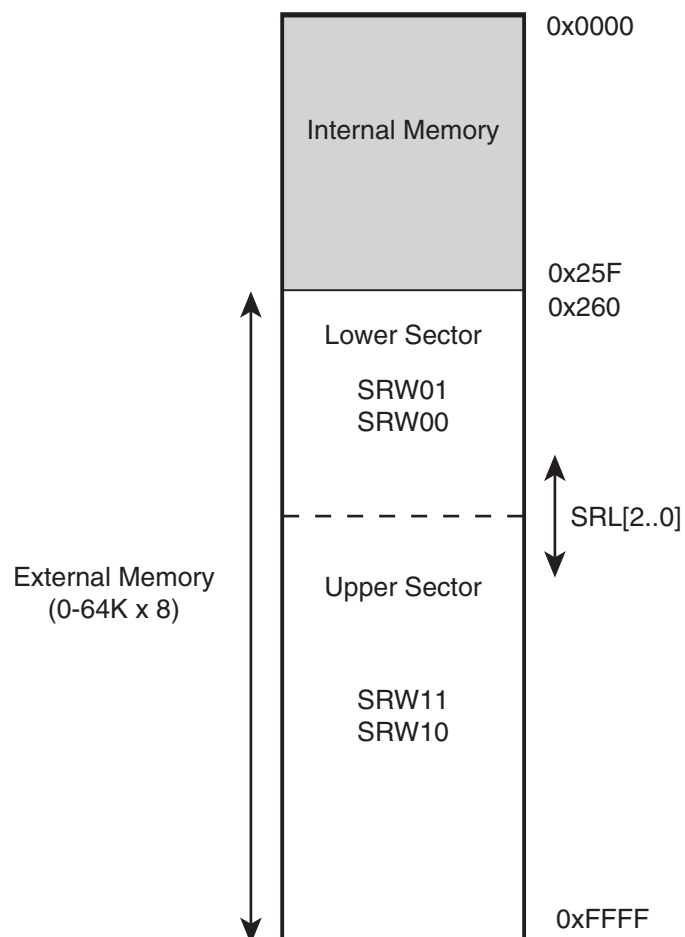 0x0000
Internal Memory
0x25F
0x260
Lower Sector
SRW01
SRW00
SRL[2..0]
External Memory
(0-64K x 8)
Upper Sector
SRW11
SRW10
0xFFFF